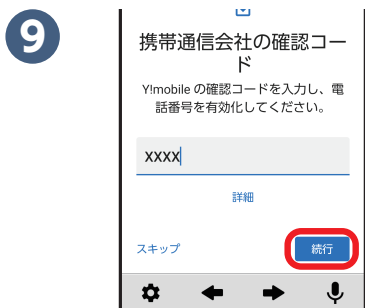 9
携帯通信会社の確認コー
ド
Y!mobile の確認コードを入力し、電
話番号を有効化してください。
XXXX
詳細
スキップ
続行